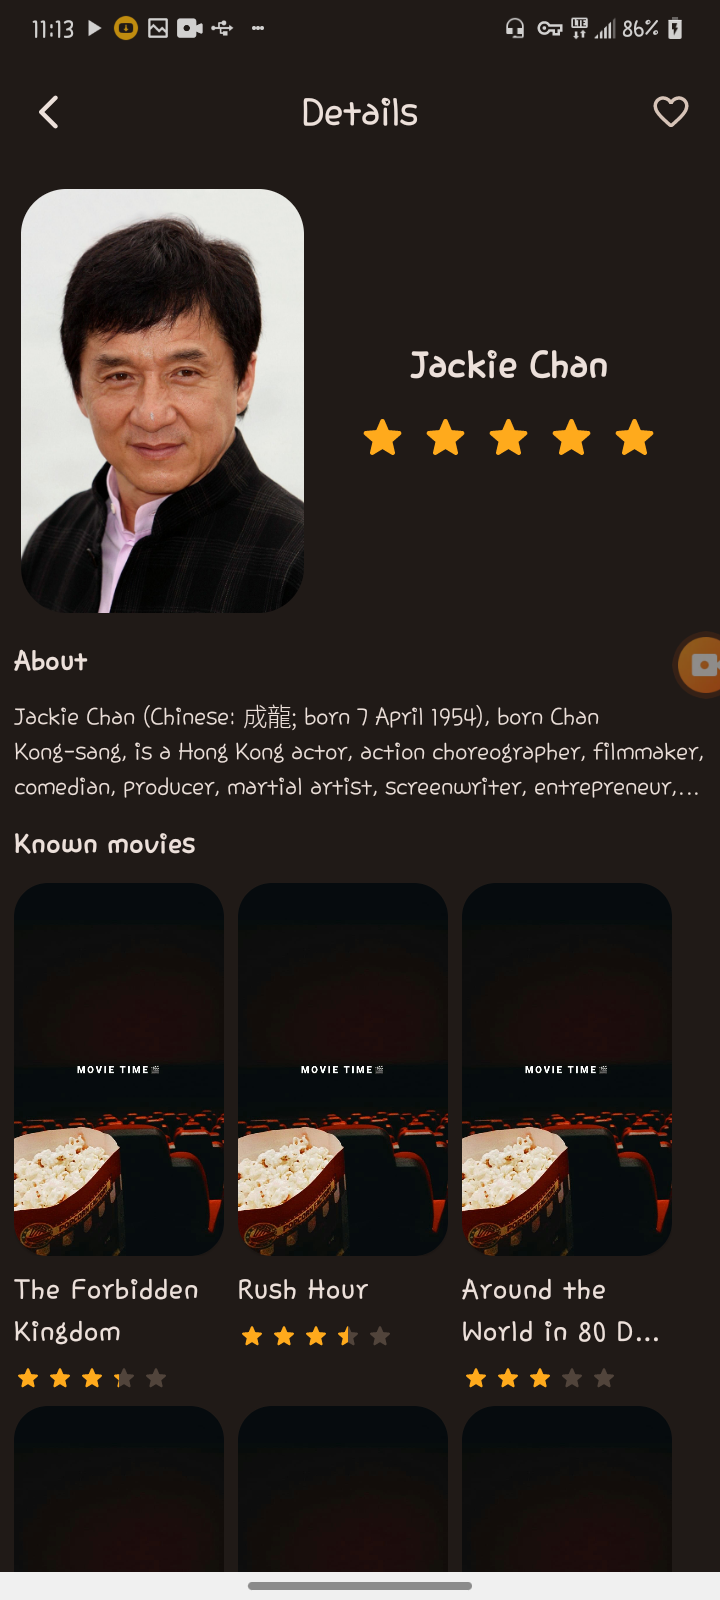 11:13
LTE
86%
Details
Jackie Chan
About
Jackie Chan (Chinese: 成龍; born 7 April 1954), born Chan
Kong-sang, is a Hong Kong actor, action choreographer, filmmaker,
comedian, producer, martial artist, screenwriter, entrepreneur,...
Known movies
MOVIE TIME🎬
MOVIE TIME🎬
MOVIE TIME🎬
The Forbidden
Kingdom
Rush Hour
Around the
World in 80 D...